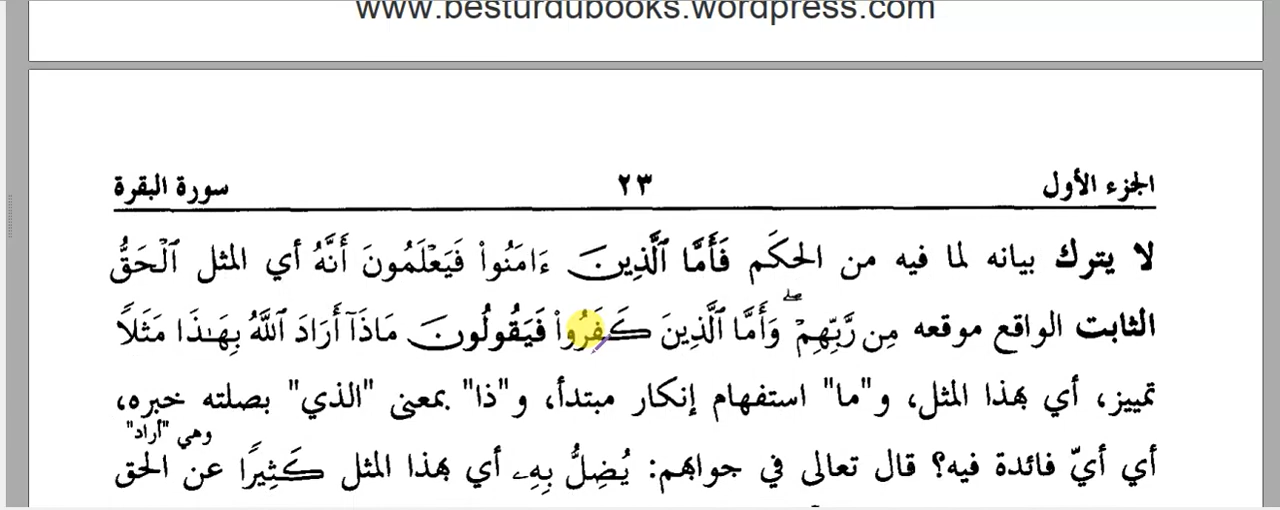 www.besturdubooks.wordpress.com
الجزء الأول ٢٣ سورة البقرة
لا يترك بيانه لما فيه من الحكَم فَأَمَّا ٱلَّذِينَ ءَامَنُواْ فَيَعْلَمُونَ أَنَّهُ أي المثل ٱلْحَقُّ
الثابت الواقع موقعه مِن رَّبِّهِمْۖ وَأَمَّا ٱلَّذِينَ كَفَرُواْ فَيَقُولُونَ مَاذَآ أَرَادَ ٱللَّهُ بِهَـٰذَا مَثَلاً
تمييز، أي بهذا المثل، و"ما" استفهام إنكار مبتدأ، و"ذا" بمعنى "الذي" بصلته خبره،
وهي "أراد"
أي أيّ فائدة فيه؟ قال تعالى في جوابهم: يُضِلُّ بِهِۦ أي بهذا المثل كَثِيرًا عن الحق